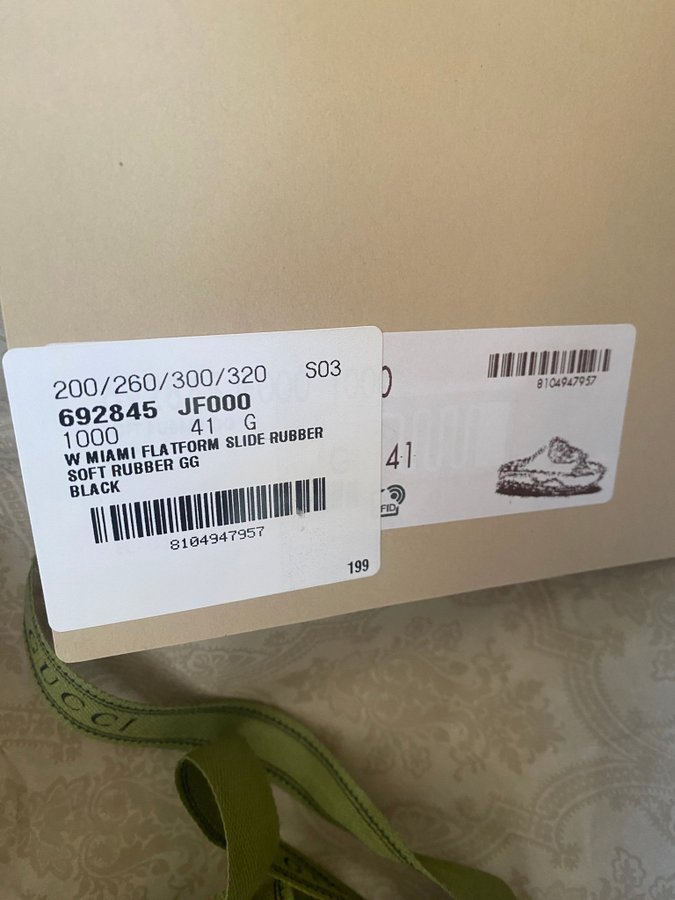 200/260/300/320 S03
692845 JF000
1000 41 G
W MIAMI FLATFORM SLIDE RUBBER
SOFT RUBBER GG
BLACK
8104947957
199
8104947957
41
GUCCI